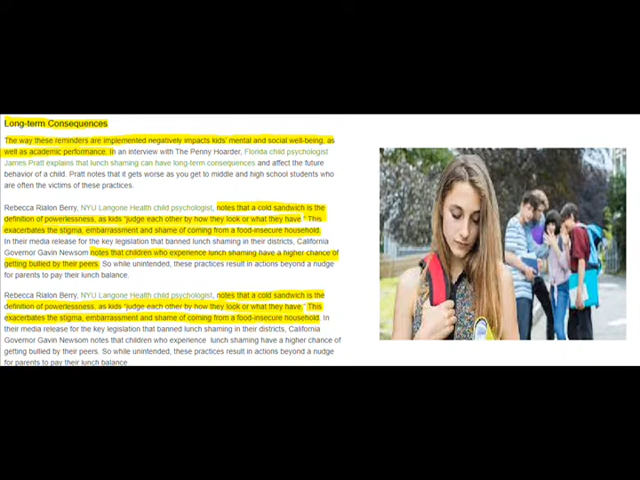 Long-term Consequences
The way these reminders are implemented negatively impacts kids' mental and social well-being, as
well as academic performance. In an interview with The Penny Hoarder, Florida child psychologist
James Pratt explains that lunch shaming can have long-term consequences and affect the future
behavior of a child. Pratt notes that it gets worse as you get to middle and high school students who
are often the victims of these practices.
Rebecca Rialon Berry, NYU Langone Health child psychologist, notes that a cold sandwich is the
definition of powerlessness, as kids "judge each other by how they look or what they have." This
exacerbates the stigma, embarrassment and shame of coming from a food-insecure household.
In their media release for the key legislation that banned lunch shaming in their districts, California
Governor Gavin Newsom notes that children who experience lunch shaming have a higher chance of
getting bullied by their peers. So while unintended, these practices result in actions beyond a nudge
for parents to pay their lunch balance.
Rebecca Rialon Berry, NYU Langone Health child psychologist, notes that a cold sandwich is the
definition of powerlessness, as kids "judge each other by how they look or what they have." This
exacerbates the stigma, embarrassment and shame of coming from a food-insecure household. In
their media release for the key legislation that banned lunch shaming in their districts, California
Governor Gavin Newsom notes that children who experience lunch shaming have a higher chance of
getting bullied by their peers. So while unintended, these practices result in actions beyond a nudge
for parents to pay their lunch balance